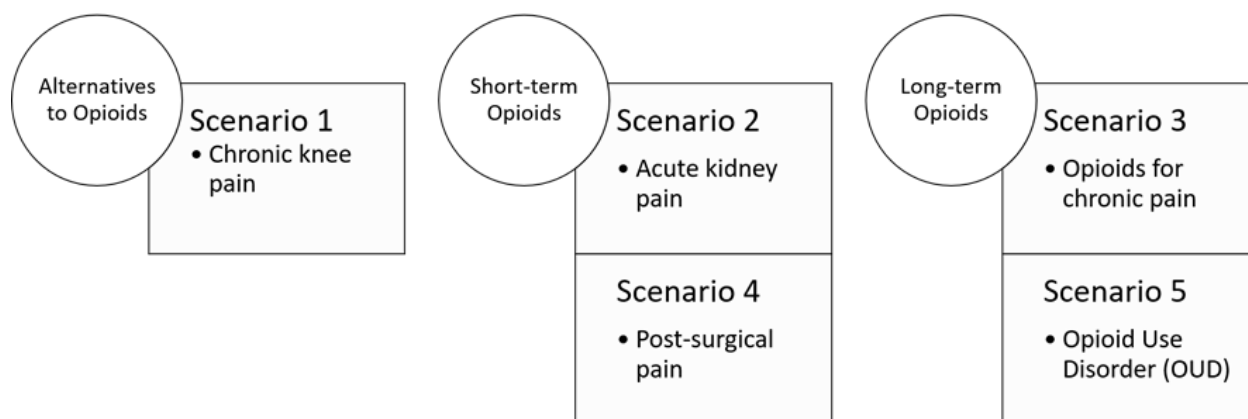 Alternatives
to Opioids
Scenario 1
• Chronic knee
pain
Short-term
Opioids
Scenario 2
• Acute kidney
pain
Scenario 4
• Post-surgical
pain
Long-term
Opioids
Scenario 3
• Opioids for
chronic pain
Scenario 5
• Opioid Use
Disorder (OUD)